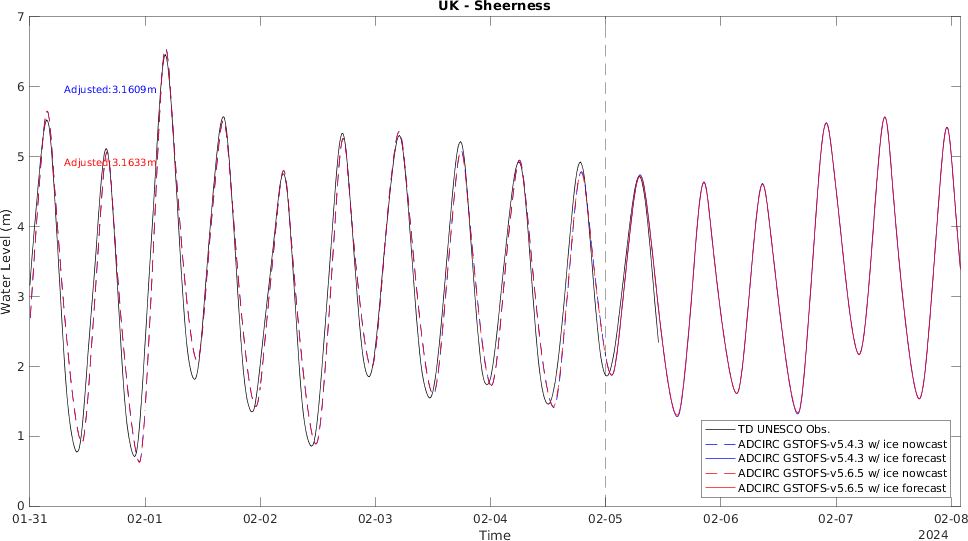 UK - Sheerness
7
6
5
4
3
2
1
0
Water Level (m)
Adjusted:3.1609m
Adjusted:3.1633m
TD UNESCO Obs.
ADCIRC GSTOFS-v5.4.3 w/ ice nowcast
ADCIRC GSTOFS-v5.4.3 w/ ice forecast
ADCIRC GSTOFS-v5.6.5 w/ ice nowcast
ADCIRC GSTOFS-v5.6.5 w/ ice forecast
01-31 02-01 02-02 02-03 02-04 02-05 02-06 02-07 02-08
Time
2024